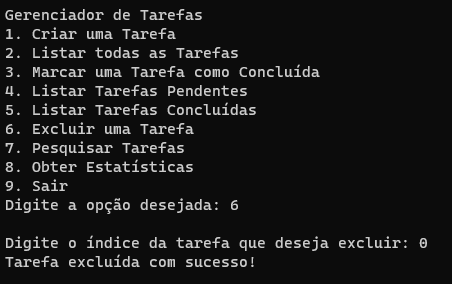 Gerenciador de Tarefas
1. Criar uma Tarefa
2. Listar todas as Tarefas
3. Marcar uma Tarefa como Concluída
4. Listar Tarefas Pendentes
5. Listar Tarefas Concluídas
6. Excluir uma Tarefa
7. Pesquisar Tarefas
8. Obter Estatísticas
9. Sair
Digite a opção desejada: 6
Digite o índice da tarefa que deseja excluir: 0
Tarefa excluída com sucesso!